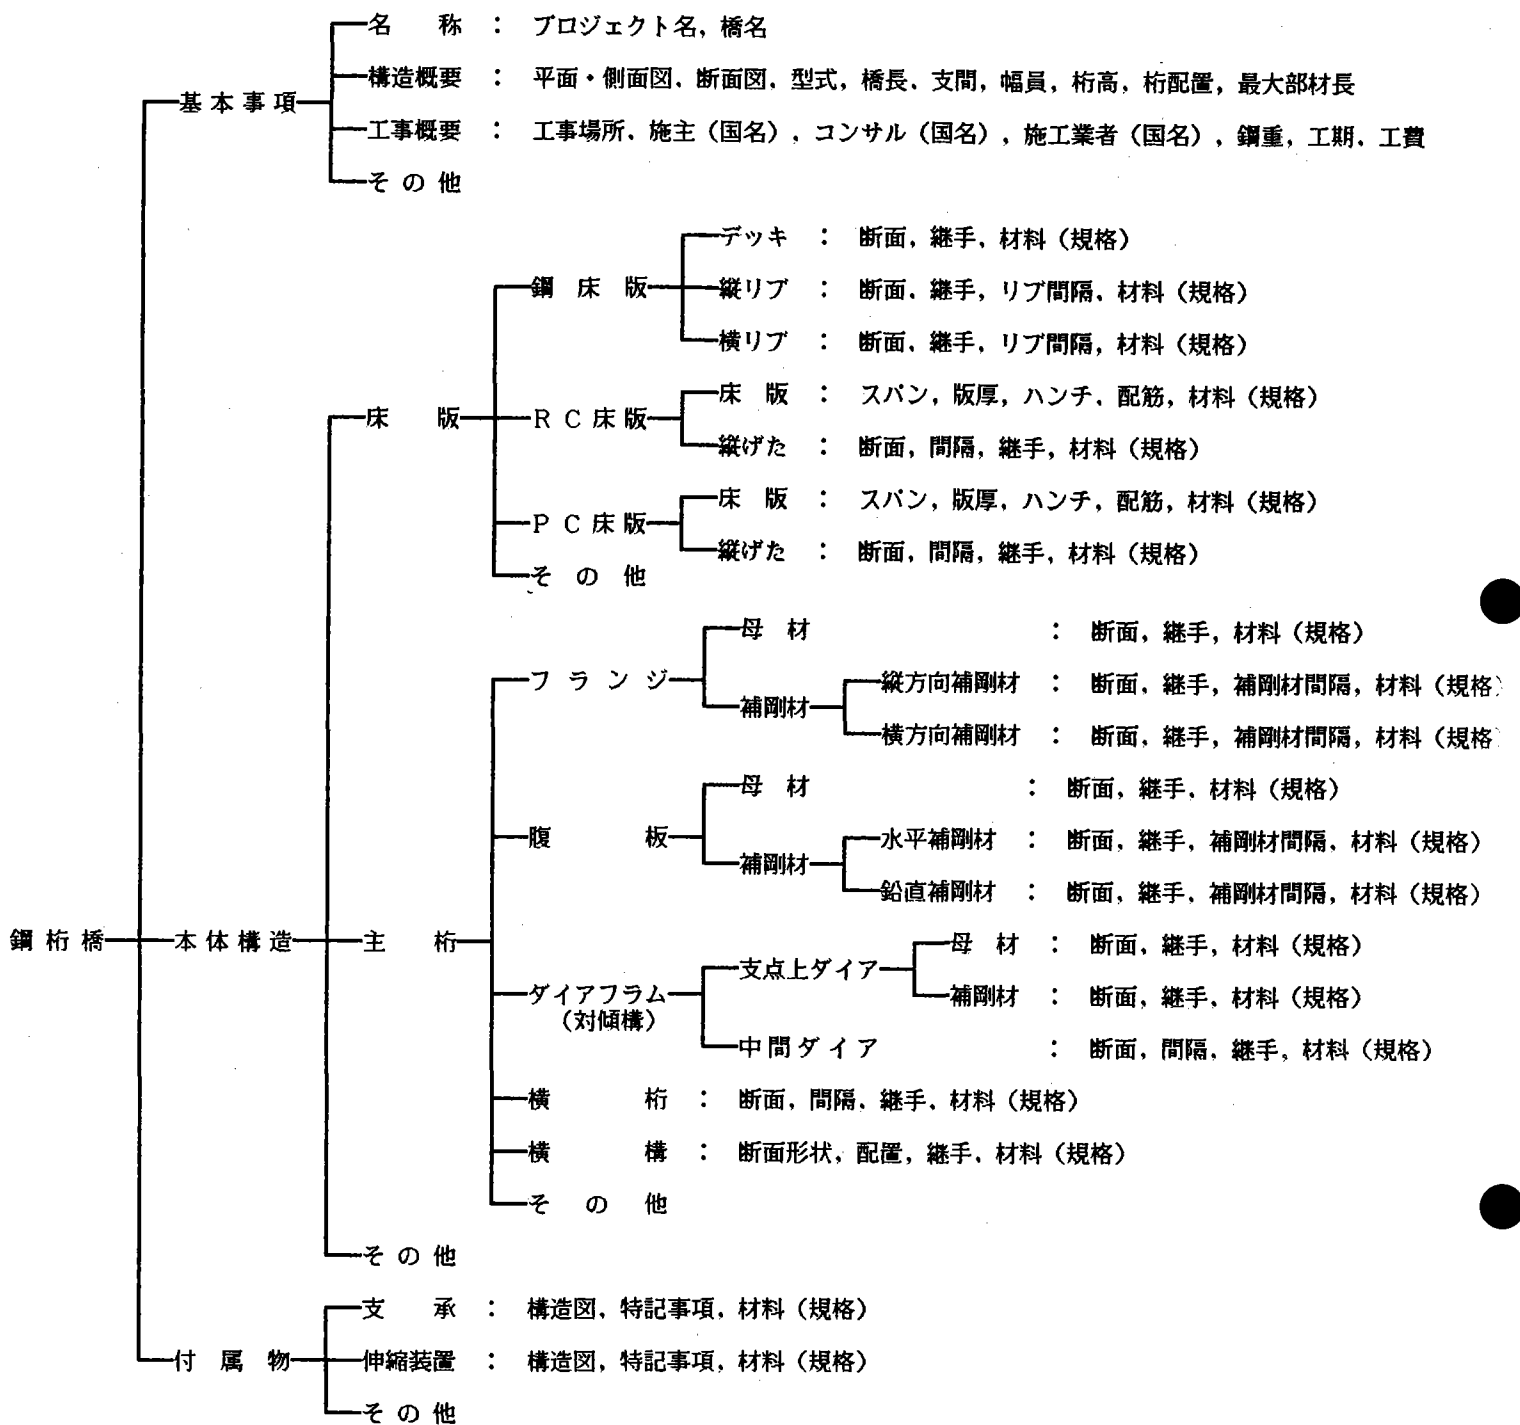 名 称 : プロジェクト名, 橋名
構造概要 : 平面・側面図, 断面図, 型式, 橋長, 支間, 幅員, 桁高, 桁配置, 最大部材長
基本事項
工事概要 : 工事場所, 施主(国名), コンサル(国名), 施工業者(国名), 鋼重, 工期, 工費
その他
デッキ : 断面, 継手, 材料(規格)
鋼床版 縦リブ : 断面, 継手, リブ間隔, 材料(規格)
横リブ : 断面, 継手, リブ間隔, 材料(規格)
床版 : スパン, 版厚, ハンチ, 配筋, 材料(規格)
床版 RC床版
縦げた : 断面, 間隔, 継手, 材料(規格)
床版 : スパン, 版厚, ハンチ, 配筋, 材料(規格)
PC床版
縦げた : 断面, 間隔, 継手, 材料(規格)
その他
母材 : 断面, 継手, 材料(規格)
フランジ 縦方向補剛材 : 断面, 継手, 補剛材間隔, 材料(規格)
補剛材
横方向補剛材 : 断面, 継手, 補剛材間隔, 材料(規格
母材 : 断面, 継手, 材料(規格)
腹板 水平補剛材 : 断面, 継手, 補剛材間隔, 材料(規格)
補剛材
鉛直補剛材 : 断面, 継手, 補剛材間隔, 材料(規格)
鋼桁橋 本体構造 主桁 母材 : 断面, 継手, 材料(規格)
支点上ダイア
ダイアフラム 補剛材 : 断面, 継手, 材料(規格)
(対傾構)
中間ダイア : 断面, 間隔, 継手, 材料(規格)
横桁 : 断面, 間隔, 継手, 材料(規格)
横構 : 断面形状, 配置, 継手, 材料(規格)
その他
その他
支承 : 構造図, 特記事項, 材料(規格)
付属物 伸縮装置 : 構造図, 特記事項, 材料(規格)
その他